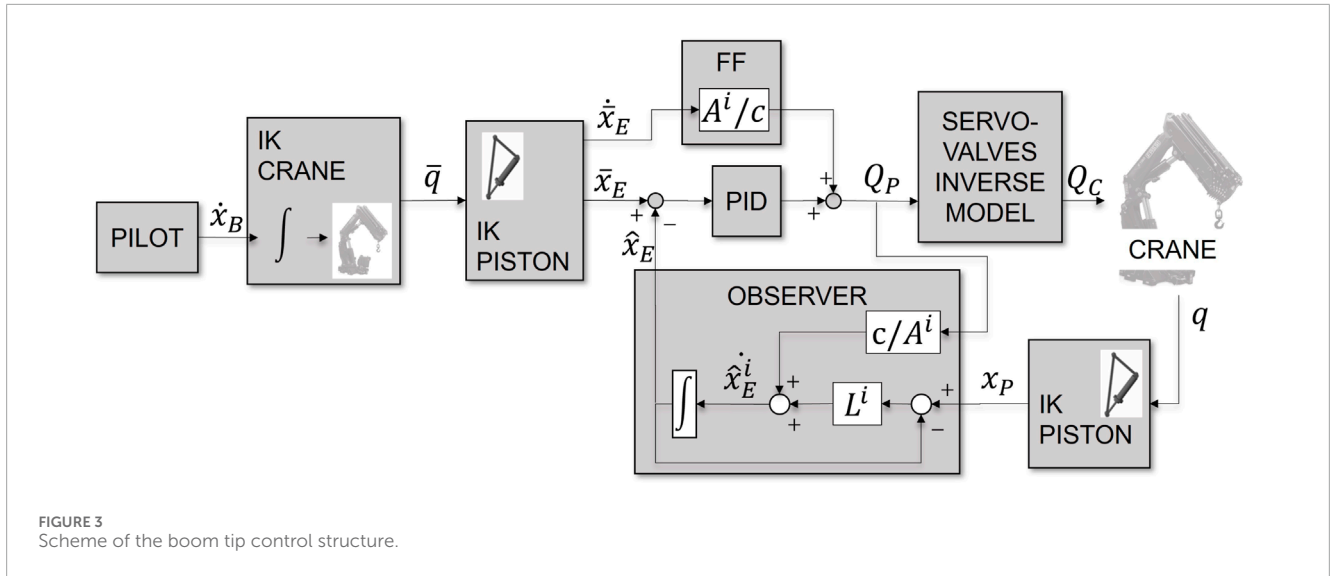 FF
A^i/c
SERVO-
VALVES
INVERSE
MODEL
IK
CRANE
ẋ_E
x̄_E
q̄
Q_P
Q_C
PID
PILOT
ẋ_B
∫
IK
PISTON
+
+
+
−
x̂_E
CRANE
OBSERVER
c/A^i
q
x̂̇_E^i
+
+
L^i
+
−
x_P
∫
IK
PISTON
FIGURE 3
Scheme of the boom tip control structure.